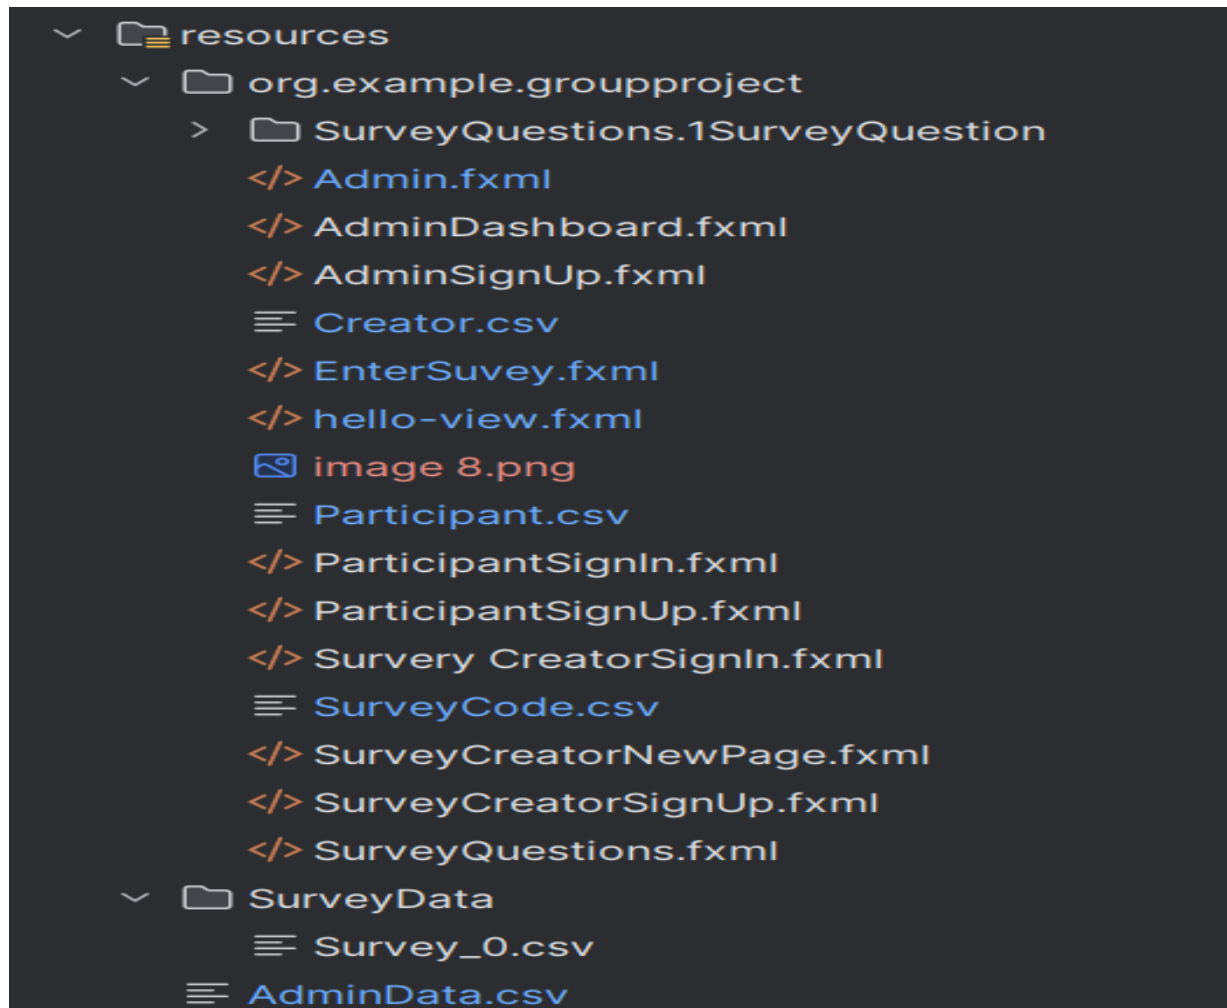 resources
org.example.groupproject
SurveyQuestions.1SurveyQuestion
Admin.fxml
AdminDashboard.fxml
AdminSignUp.fxml
Creator.csv
EnterSuvey.fxml
hello-view.fxml
image 8.png
Participant.csv
ParticipantSignIn.fxml
ParticipantSignUp.fxml
Survery CreatorSignIn.fxml
SurveyCode.csv
SurveyCreatorNewPage.fxml
SurveyCreatorSignUp.fxml
SurveyQuestions.fxml
SurveyData
Survey_0.csv
AdminData.csv